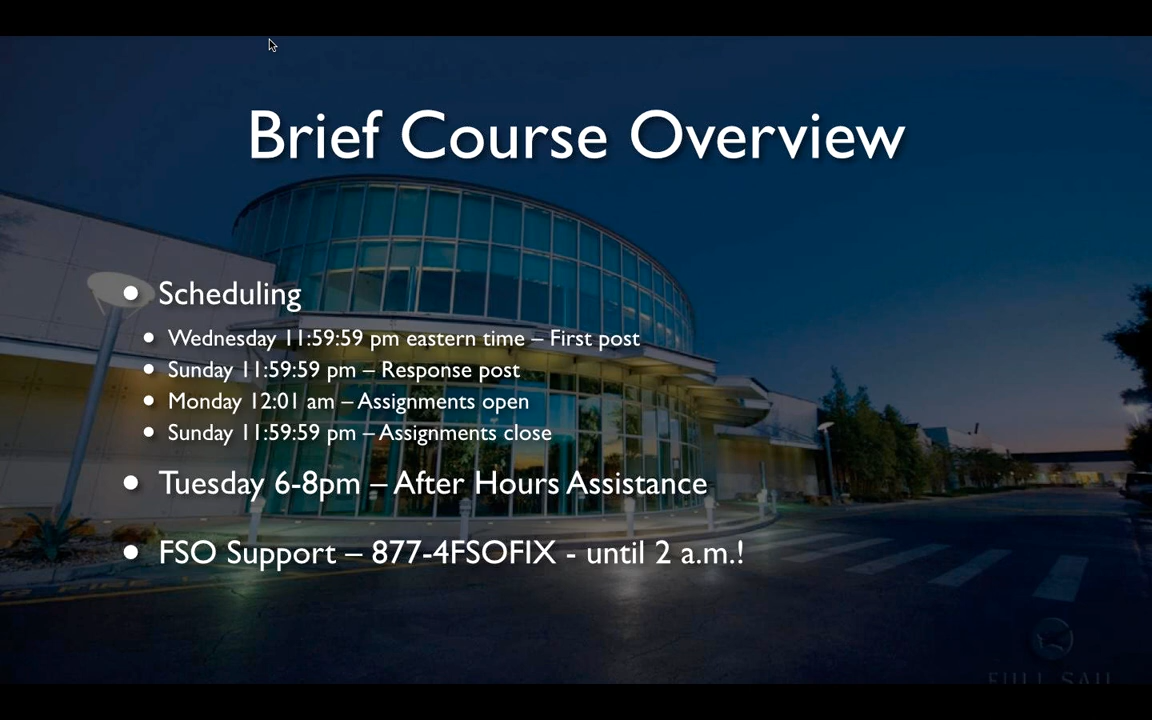 Brief Course Overview
• Scheduling
• Wednesday 11:59:59 pm eastern time – First post
• Sunday 11:59:59 pm – Response post
• Monday 12:01 am – Assignments open
• Sunday 11:59:59 pm – Assignments close
• Tuesday 6-8pm – After Hours Assistance
• FSO Support – 877-4FSOFIX - until 2 a.m.!
FULL SAIL